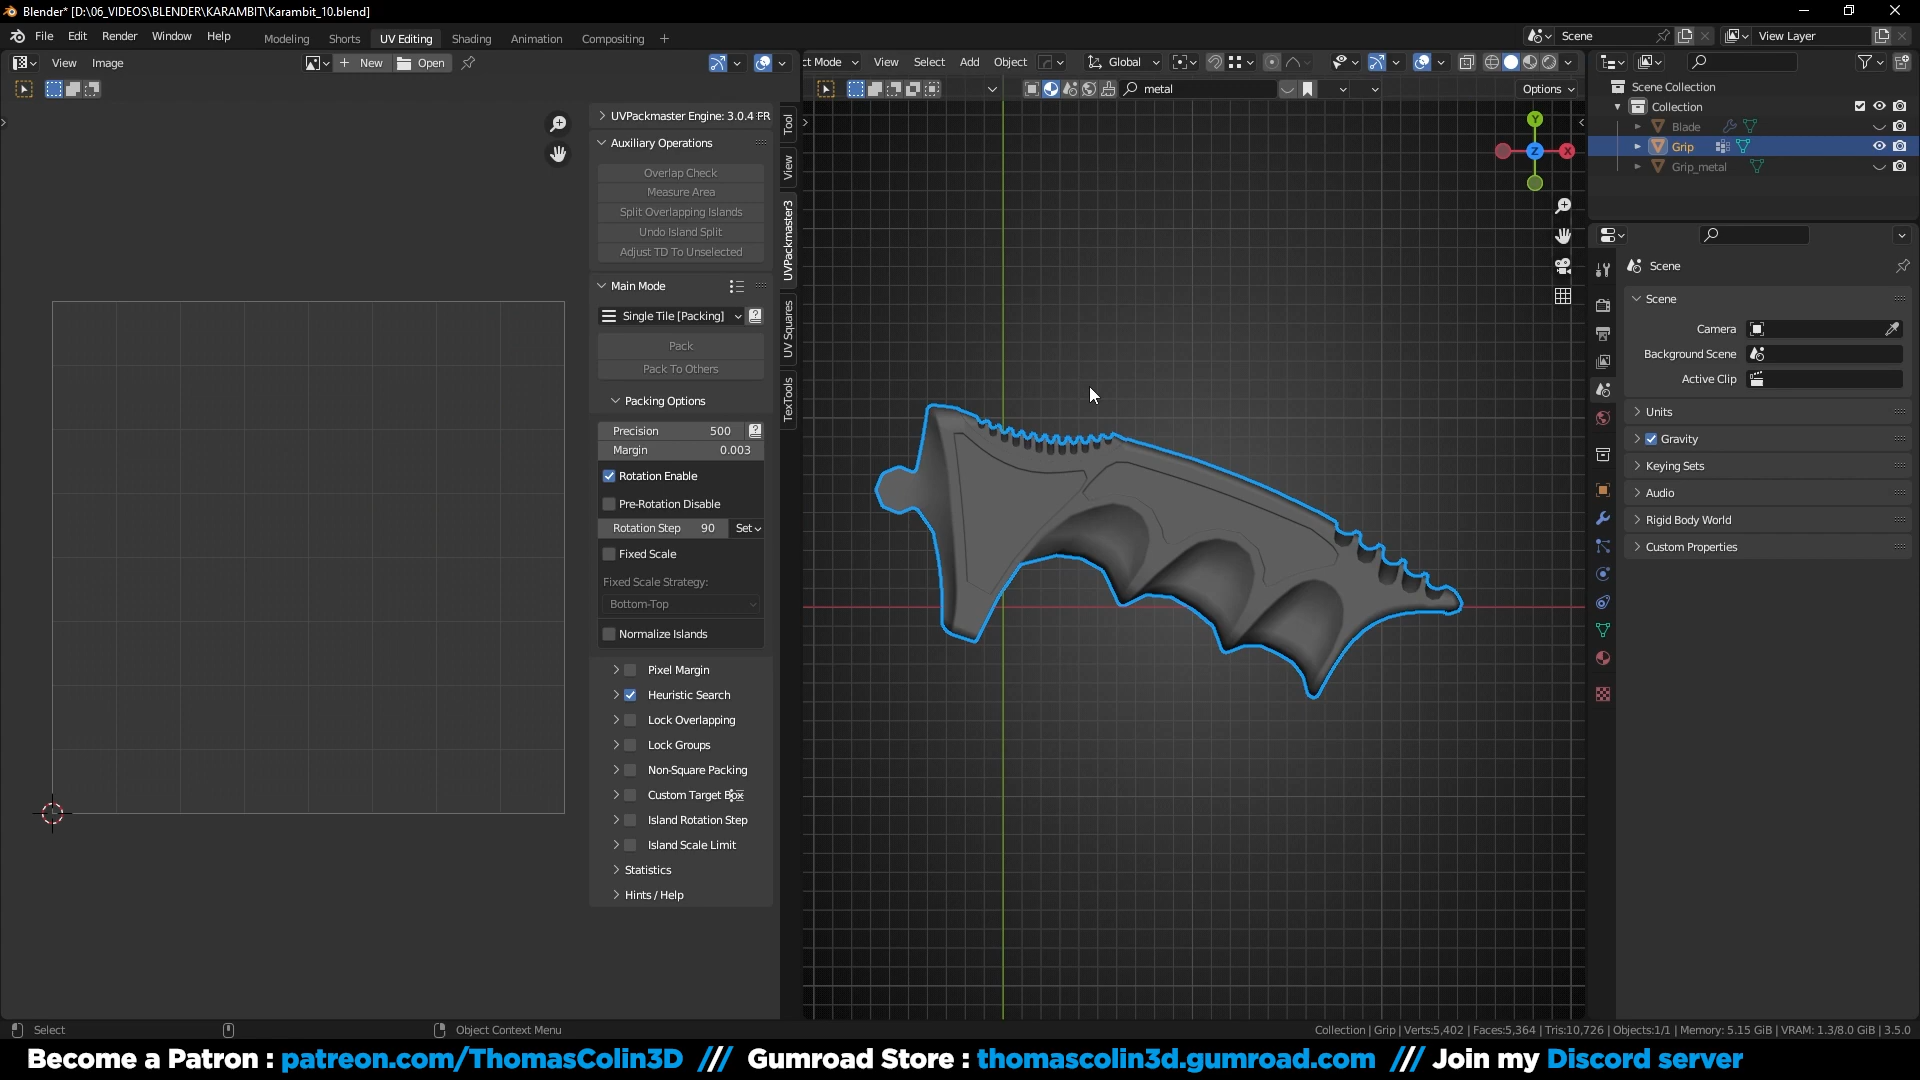 Blender* [D:\06_VIDEOS\BLENDER\KARAMBIT\Karambit_10.blend]
File Edit Render Window Help Modeling Shorts UV Editing Shading Animation Compositing + Scene View Layer
View Image New Open ct Mode View Select Add Object Global
metal Options
UVPackmaster Engine: 3.0.4 PR
Auxiliary Operations
Overlap Check
Measure Area
Split Overlapping Islands
Undo Island Split
Adjust TD To Unselected
Main Mode
Single Tile [Packing]
Pack
Pack To Others
Packing Options
Precision 500
Margin 0.003
Rotation Enable
Pre-Rotation Disable
Rotation Step 90 Set
Fixed Scale
Fixed Scale Strategy:
Bottom-Top
Normalize Islands
Pixel Margin
Heuristic Search
Lock Overlapping
Lock Groups
Non-Square Packing
Custom Target Box
Island Rotation Step
Island Scale Limit
Statistics
Hints / Help
Tool
View
UVPackmaster3
UV Squares
TexTools
Y
Z X
Scene Collection
Collection
Blade
Grip
Grip_metal
Scene
Scene
Camera
Background Scene
Active Clip
Units
Gravity
Keying Sets
Audio
Rigid Body World
Custom Properties
Select Object Context Menu Collection | Grip | Verts:5,402 | Faces:5,364 | Tris:10,726 | Objects:1/1 | Memory: 5.15 GiB | VRAM: 1.3/8.0 GiB | 3.5.0
Become a Patron : patreon.com/ThomasColin3D /// Gumroad Store : thomascolin3d.gumroad.com /// Join my Discord server